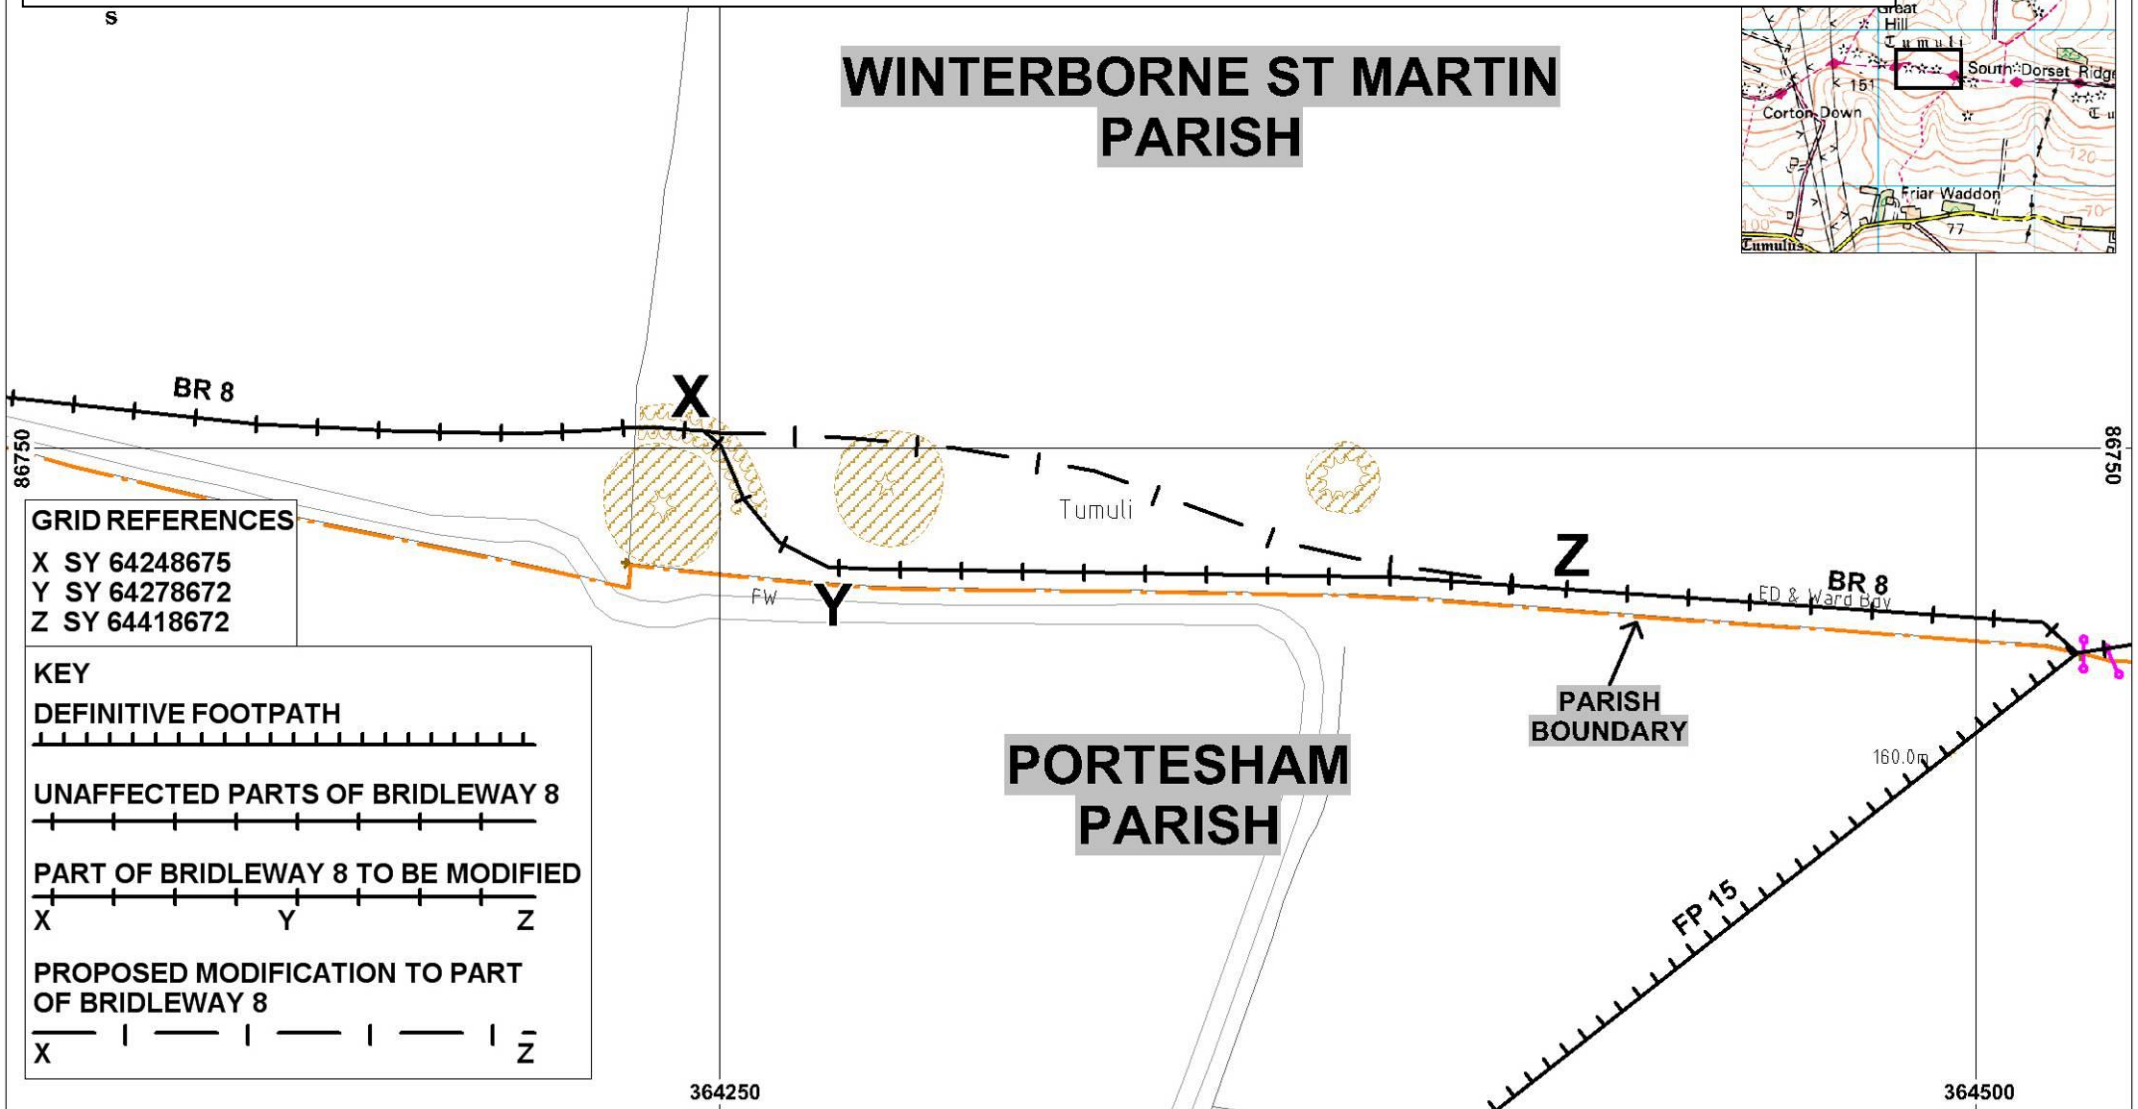 s
WINTERBORNE ST MARTIN
PARISH
Great
Hill
Tumuli
South Dorset Ridge
151
Corton Down
120
Friar Waddon
70
100
77
Tumulus
BR 8
X
86750
86750
Tumuli
Z
BR 8
ED & Ward Bdy
FW
Y
GRID REFERENCES
X SY 64248675
Y SY 64278672
Z SY 64418672
PARISH
BOUNDARY
PORTESHAM
PARISH
160.0m
FP 15
KEY
DEFINITIVE FOOTPATH
UNAFFECTED PARTS OF BRIDLEWAY 8
PART OF BRIDLEWAY 8 TO BE MODIFIED
X Y Z
PROPOSED MODIFICATION TO PART
OF BRIDLEWAY 8
X Z
364250
364500